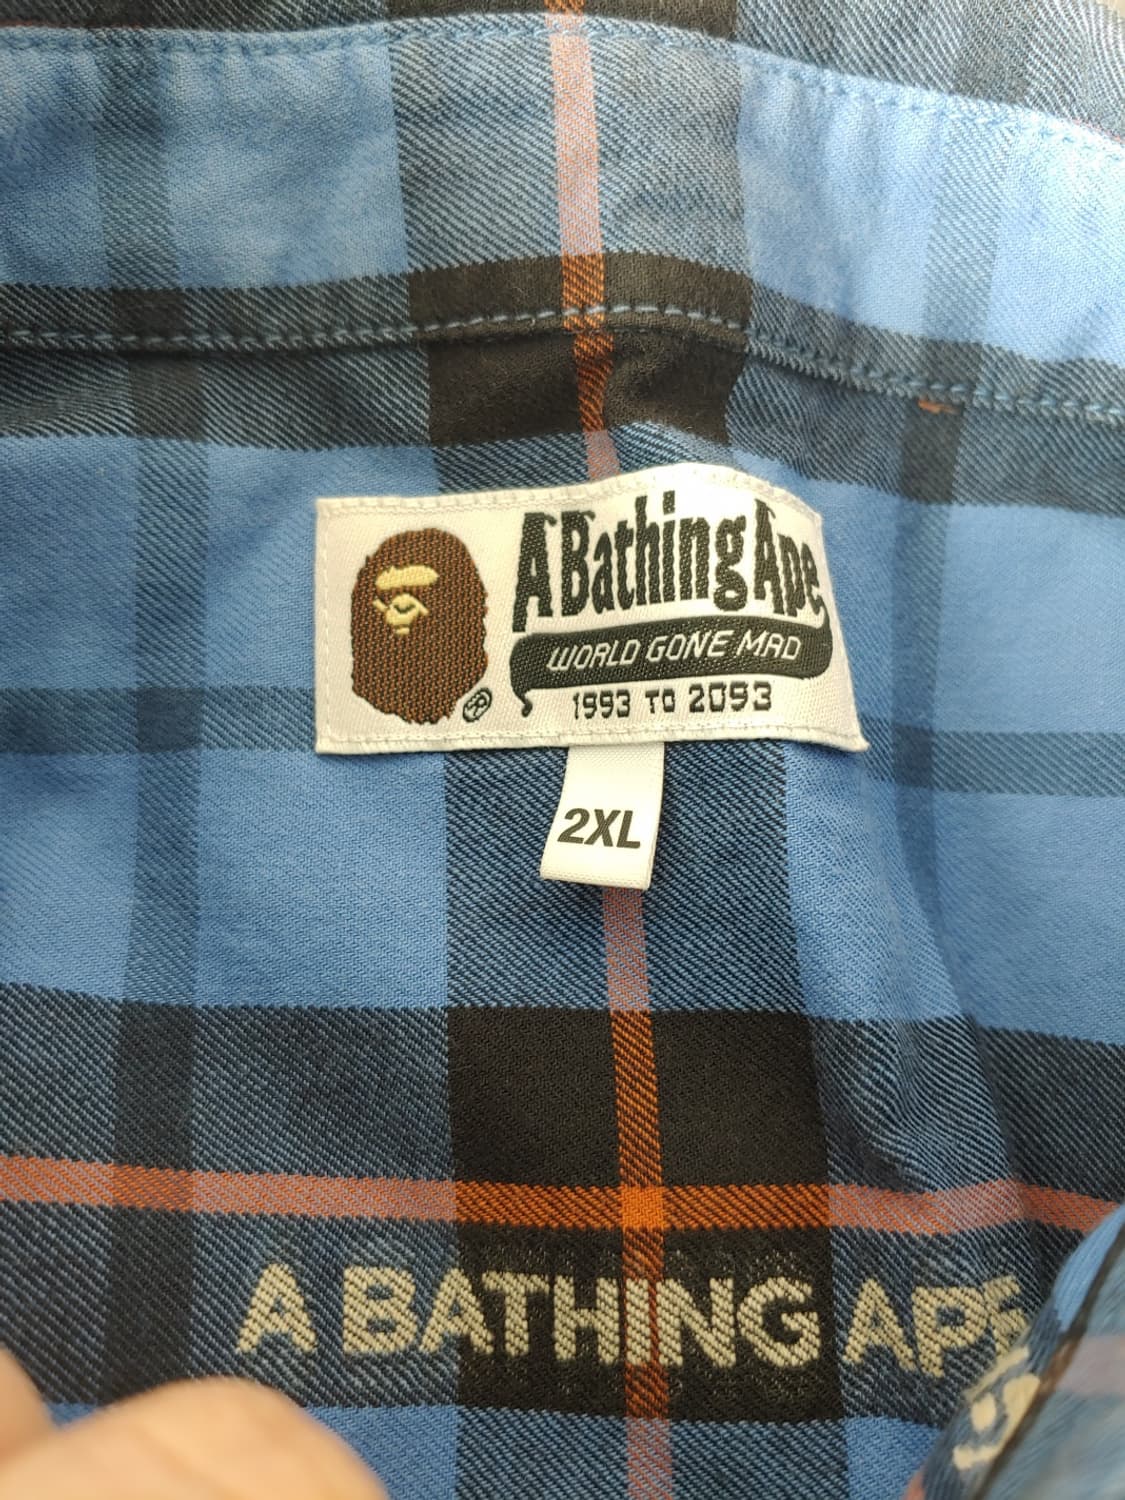 A Bathing Ape
WORLD GONE MAD
1993 TO 2093
2XL
A BATHING APE